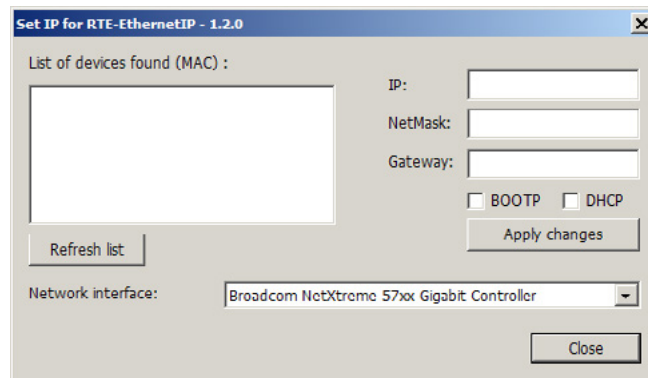 Set IP for RTE-EthernetIP - 1.2.0
List of devices found (MAC) :
IP:
NetMask:
Gateway:
BOOTP DHCP
Refresh list
Apply changes
Network interface: Broadcom NetXtreme 57xx Gigabit Controller
Close